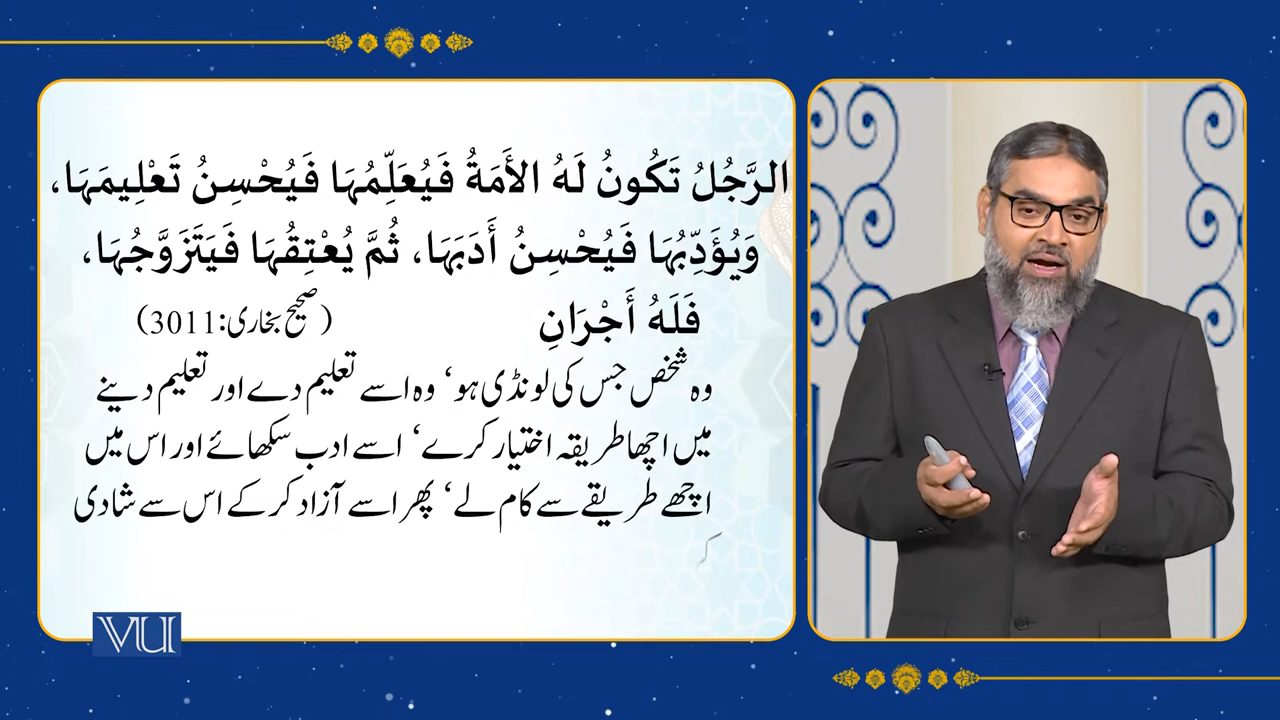 الرَّجُلُ تَكُونُ لَهُ الأَمَةُ فَيُعَلِّمُهَا فَيُحْسِنُ تَعْلِيمَهَا،
وَيُؤَدِّبُهَا فَيُحْسِنُ أَدَبَهَا، ثُمَّ يُعْتِقُهَا فَيَتَزَوَّجُهَا،
فَلَهُ أَجْرَانِ (صحیح بخاری:3011)
وہ شخص جس کی لونڈی ہو، وہ اسے تعلیم دے اور تعلیم دینے
میں اچھا طریقہ اختیار کرے، اسے ادب سکھائے اور اس میں
اچھے طریقے سے کام لے، پھر اسے آزاد کرکے اس سے شادی
VU